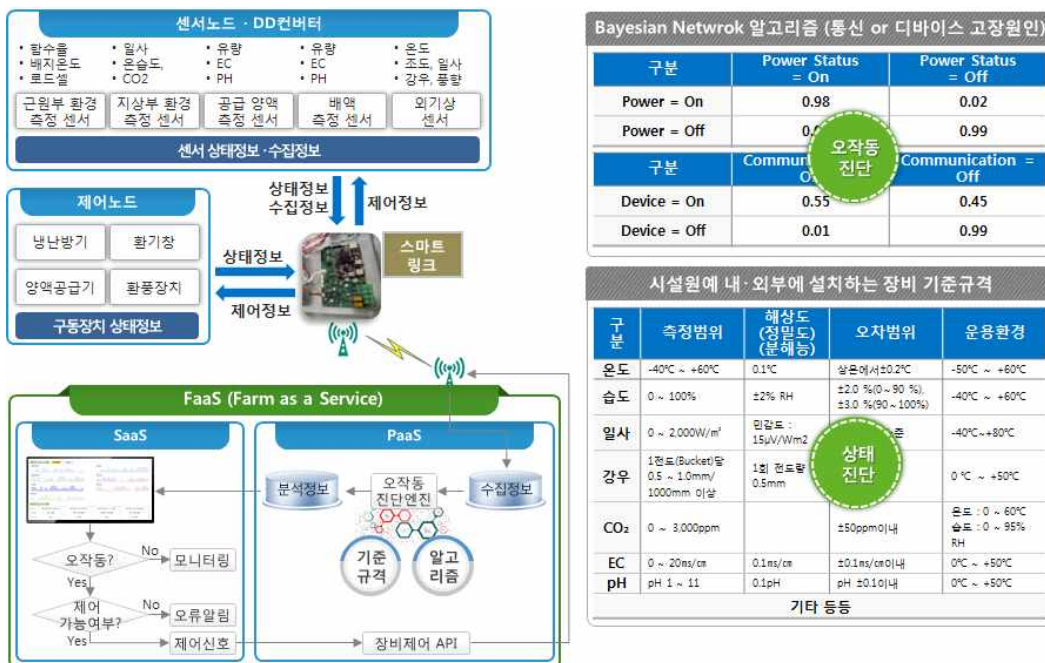 센서노드 · DD컨버터
• 함수율
• 배지온도
• 로드셀
• 일사
• 온습도,
• CO2
• 유량
• EC
• PH
• 유량
• EC
• PH
• 온도
• 조도, 일사
• 강우, 풍향
근원부 환경
측정 센서
지상부 환경
측정 센서
공급 양액
측정 센서
배액
측정 센서
외기상
센서
센서 상태정보·수집정보
상태정보
수집정보
제어정보
제어노드
냉난방기
환기창
양액공급기
환풍장치
구동장치 상태정보
상태정보
제어정보
스마트
링크
FaaS (Farm as a Service)
SaaS
오작동?
No
모니터링
Yes
제어
가능여부?
No
오류알림
Yes
제어신호
PaaS
분석정보
오작동
진단엔진
수집정보
기준
규격
알고
리즘
장비제어 API
Bayesian Netwrok 알고리즘 (통신 or 디바이스 고장원인)
구분
Power Status
= On
Power Status
= Off
Power = On
0.98
0.02
Power = Off
0.99
오작동
진단
구분
Communication =
Off
Device = On
0.55
0.45
Device = Off
0.01
0.99
시설원예 내·외부에 설치하는 장비 기준규격
구
분
측정범위
해상도
(정밀도)
(분해능)
오차범위
운용환경
온도
-40℃ ~ +60℃
0.1℃
상온에서±0.2℃
-50℃ ~ +60℃
습도
0 ~ 100%
±2% RH
±2.0 %(0~90 %),
±3.0 %(90~100%)
-40℃ ~ +60℃
일사
0 ~ 2,000W/㎡
민감도 :
15μV/Wm2
준
-40℃~+80℃
강우
1전도(Bucket)당
0.5 ~ 1.0mm/
1000mm 이상
1회 전도량
0.5mm
0 ℃ ~ +50℃
상태
진단
CO₂
0 ~ 3,000ppm
±50ppm이내
온도 : 0 ~ 60℃
습도 : 0 ~ 95%
RH
EC
0 ~ 20ms/㎝
0.1ms/㎝
±0.1ms/㎝이내
0℃ ~ +50℃
pH
pH 1 ~ 11
0.1pH
pH ±0.1이내
0℃ ~ +50℃
기타 등등